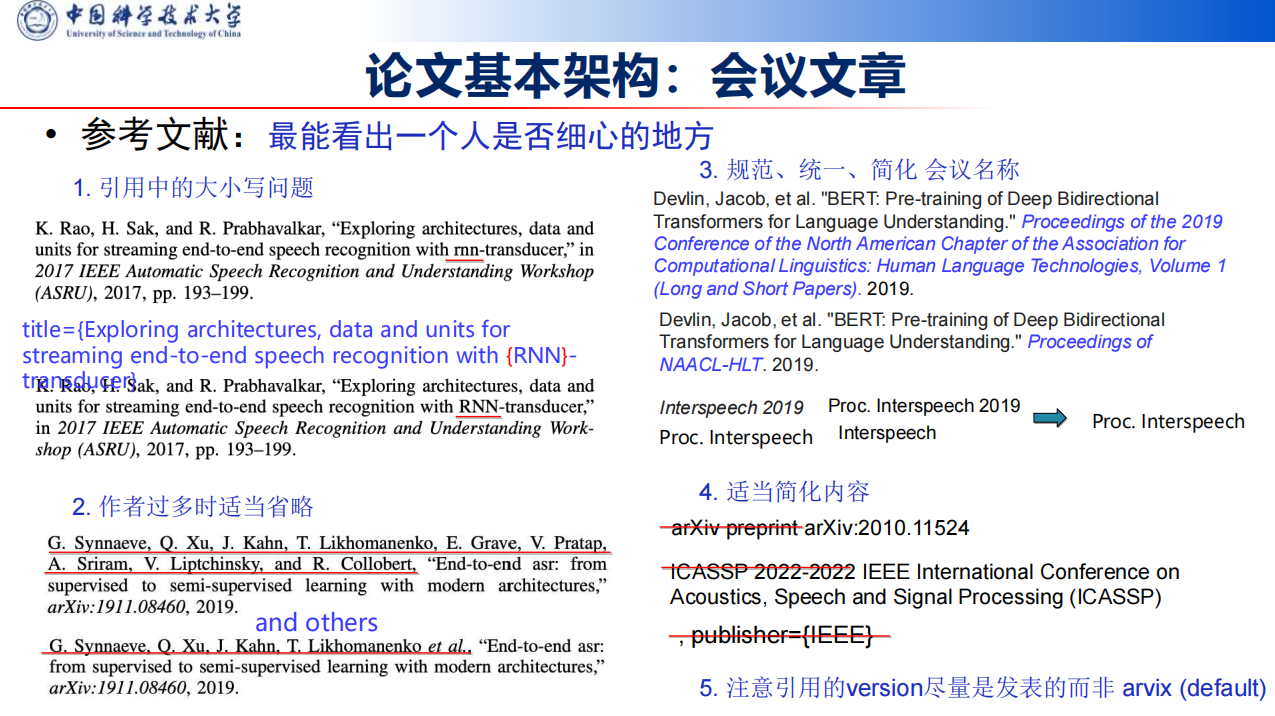 中国科学技术大学
University of Science and Technology of China
论文基本架构：会议文章
• 参考文献：最能看出一个人是否细心的地方
1. 引用中的大小写问题
K. Rao, H. Sak, and R. Prabhavalkar, “Exploring architectures, data and
units for streaming end-to-end speech recognition with rnn-transducer,” in
2017 IEEE Automatic Speech Recognition and Understanding Workshop
(ASRU), 2017, pp. 193–199.
title={Exploring architectures, data and units for
streaming end-to-end speech recognition with {RNN}-
transducer}
K. Rao, H. Sak, and R. Prabhavalkar, “Exploring architectures, data and
units for streaming end-to-end speech recognition with RNN-transducer,”
in 2017 IEEE Automatic Speech Recognition and Understanding Work-
shop (ASRU), 2017, pp. 193–199.
2. 作者过多时适当省略
G. Synnaeve, Q. Xu, J. Kahn, T. Likhomanenko, E. Grave, V. Pratap,
A. Sriram, V. Liptchinsky, and R. Collobert, “End-to-end asr: from
supervised to semi-supervised learning with modern architectures,”
arXiv:1911.08460, 2019.
and others
G. Synnaeve, Q. Xu, J. Kahn, T. Likhomanenko et al., “End-to-end asr:
from supervised to semi-supervised learning with modern architectures,”
arXiv:1911.08460, 2019.
3. 规范、统一、简化 会议名称
Devlin, Jacob, et al. "BERT: Pre-training of Deep Bidirectional
Transformers for Language Understanding." Proceedings of the 2019
Conference of the North American Chapter of the Association for
Computational Linguistics: Human Language Technologies, Volume 1
(Long and Short Papers). 2019.
Devlin, Jacob, et al. "BERT: Pre-training of Deep Bidirectional
Transformers for Language Understanding." Proceedings of
NAACL-HLT. 2019.
Interspeech 2019 Proc. Interspeech 2019
Proc. Interspeech Interspeech
Proc. Interspeech
4. 适当简化内容
arXiv preprint arXiv:2010.11524
ICASSP 2022-2022 IEEE International Conference on
Acoustics, Speech and Signal Processing (ICASSP)
, publisher={IEEE}
5. 注意引用的version尽量是发表的而非 arvix (default)